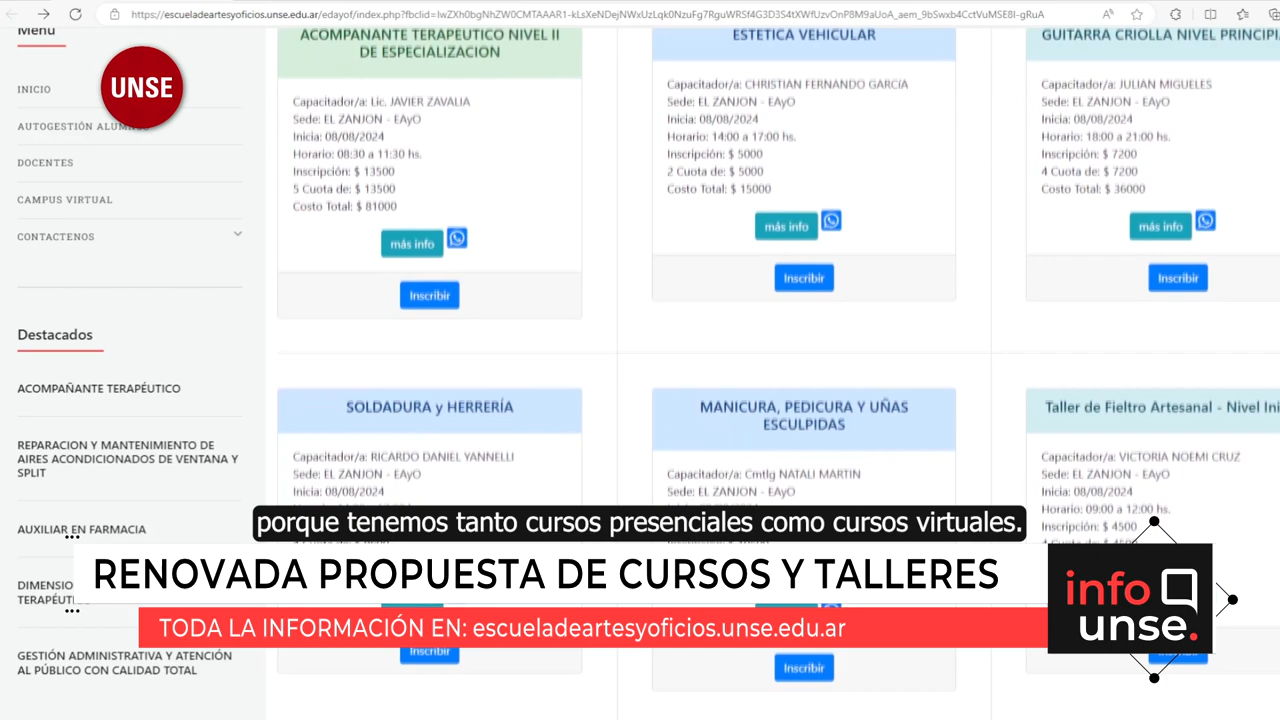 https://escueladeartesyoficios.unse.edu.ar/edayof/index.php?fbclid=IwZXh0bgNhZW0CMTAAAR1-kLsXeNDejNWxUzLqk0NzuFg7RguWRSf4G3D3S4tXWfUzvOnP8M9aUoA_aem_9bSwxb4CctVuMSE8I-gRuA
Menú
UNSE
INICIO
AUTOGESTIÓN
DOCENTES
CAMPUS VIRTUAL
CONTACTENOS
Destacados
ACOMPAÑANTE TERAPÉUTICO
REPARACION Y MANTENIMIENTO DE
AIRES ACONDICIONADOS DE VENTANA Y
SPLIT
AUXILIAR EN FARMACIA
GESTIÓN ADMINISTRATIVA Y ATENCIÓN
AL PÚBLICO CON CALIDAD TOTAL
ACOMPAÑANTE TERAPEUTICO NIVEL II
DE ESPECIALIZACION
Capacitador/a: Lic. JAVIER ZAVALIA
Sede: EL ZANJON - EAyO
Inicia: 08/08/2024
Horario: 08:30 a 11:30 hs.
Inscripción: $ 13500
5 Cuota de: $ 13500
Costo Total: $ 81000
más info
Inscribir
ESTETICA VEHICULAR
Capacitador/a: CHRISTIAN FERNANDO GARCIA
Sede: EL ZANJON - EAyO
Inicia: 08/08/2024
Horario: 14:00 a 17:00 hs.
Inscripción: $ 5000
2 Cuota de: $ 5000
Costo Total: $ 15000
más info
Inscribir
GUITARRA CRIOLLA NIVEL
Capacitador/a: JULIAN MIGUELES
Sede: EL ZANJON - EAyO
Inicia: 08/08/2024
Horario: 18:00 a 21:00 hs.
Inscripción: $ 7200
4 Cuota de: $ 7200
Costo Total: $ 36000
más info
Inscribir
SOLDADURA y HERRERÍA
Capacitador/a: RICARDO DANIEL YANNELLI
Sede: EL ZANJON - EAyO
Inicia: 08/08/2024
Inscribir
MANICURA, PEDICURA Y UÑAS
ESCULPIDAS
Capacitador/a: Cmtlg NATALI MARTIN
Sede: EL ZANJON - EAyO
Inicia: 08/08/2024
Inscribir
Taller de Fieltro Artesanal - Nivel
Capacitador/a: VICTORIA NOEMI CRUZ
Sede: EL ZANJON - EAyO
Inicia: 08/08/2024
Horario: 09:00 a 12:00 hs.
Inscripción: $ 4500
porque tenemos tanto cursos presenciales como cursos virtuales.
RENOVADA PROPUESTA DE CURSOS Y TALLERES
TODA LA INFORMACIÓN EN: escueladeartesyoficios.unse.edu.ar
info
unse.